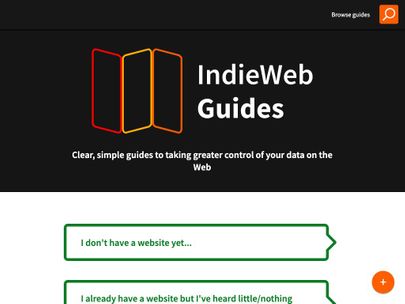 Browse guides
IndieWeb
Guides
Clear, simple guides to taking greater control of your data on the
Web
I don't have a website yet...
I already have a website but I've heard little/nothing